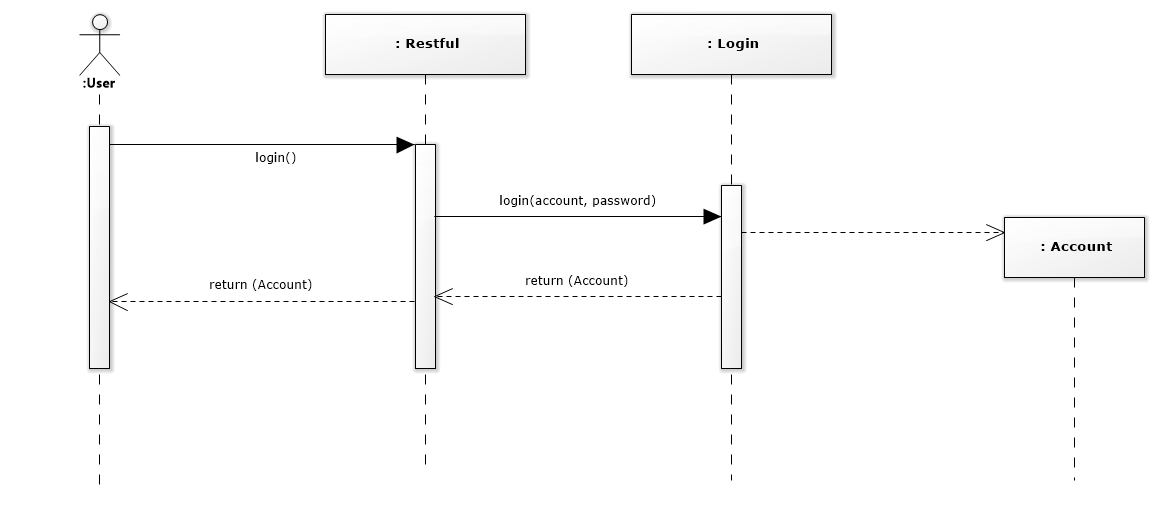 :User
: Restful
: Login
login()
login(account, password)
: Account
return (Account)
return (Account)